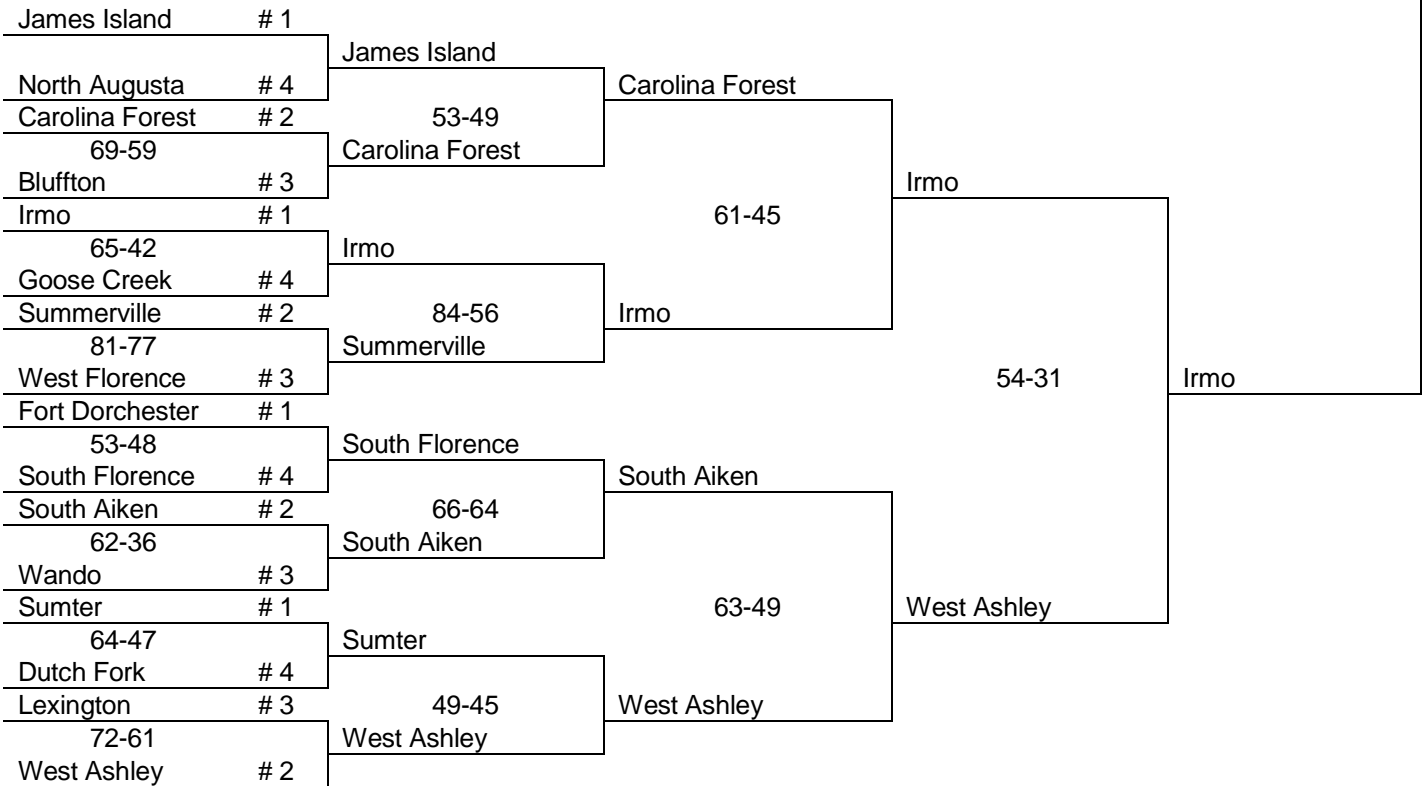 James Island # 1
James Island
North Augusta # 4 Carolina Forest
Carolina Forest # 2 53-49
69-59 Carolina Forest
Bluffton # 3 Irmo
Irmo # 1 61-45
65-42 Irmo
Goose Creek # 4
Summerville # 2 84-56 Irmo
81-77 Summerville
West Florence # 3 54-31 Irmo
Fort Dorchester # 1
53-48 South Florence
South Florence # 4 South Aiken
South Aiken # 2 66-64
62-36 South Aiken
Wando # 3
Sumter # 1 63-49 West Ashley
64-47 Sumter
Dutch Fork # 4
Lexington # 3 49-45 West Ashley
72-61 West Ashley
West Ashley # 2